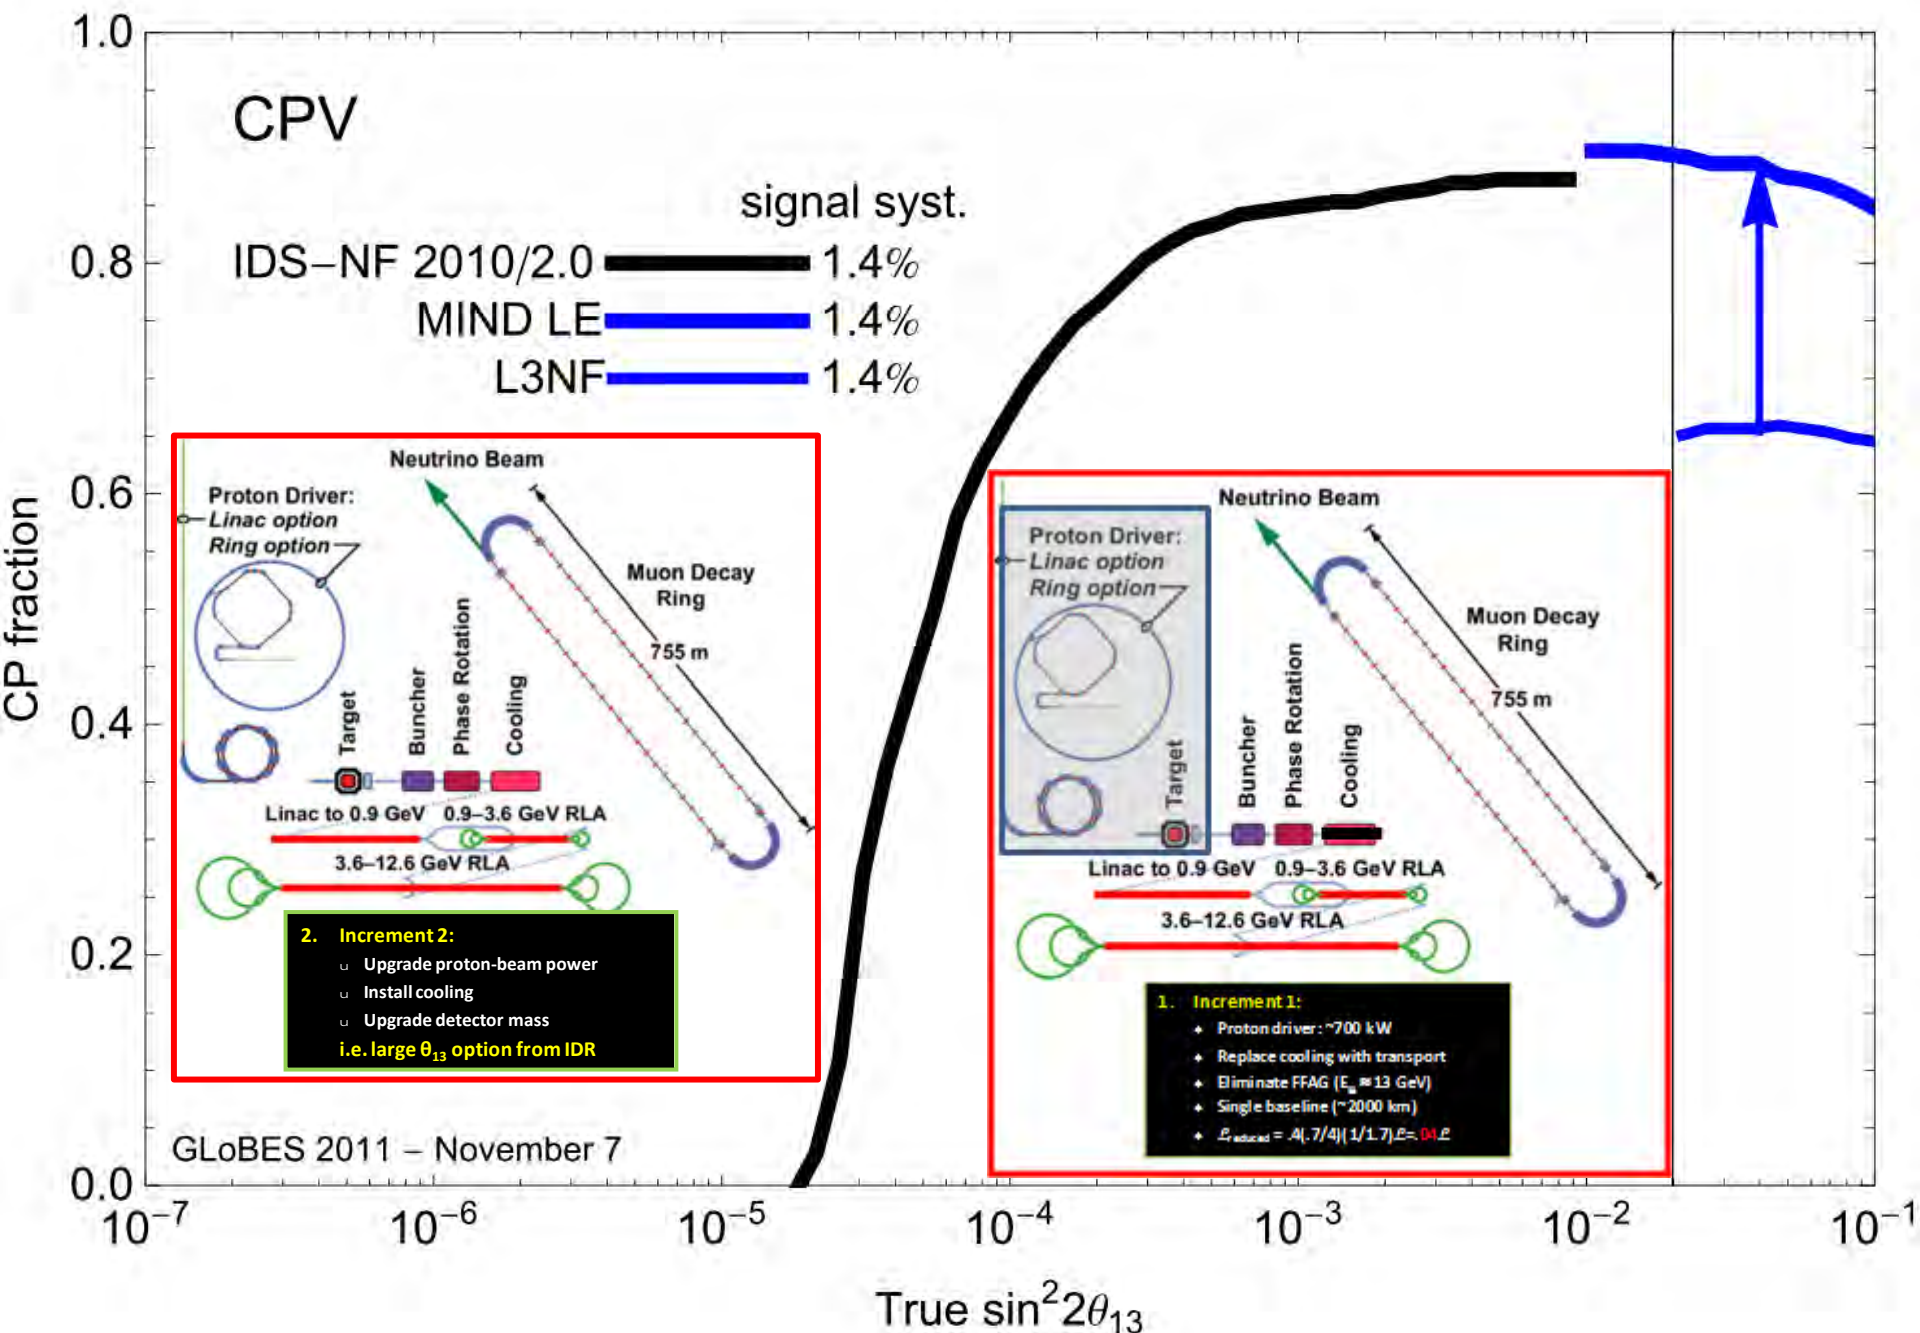 1.0
CPV
signal syst.
IDS–NF 2010/2.0 1.4%
MIND LE 1.4%
L3NF 1.4%
0.8
0.6
0.4
0.2
0.0
CP fraction
Neutrino Beam
Proton Driver:
Linac option
Ring option
Muon Decay
Ring
755 m
Target
Buncher
Phase Rotation
Cooling
Linac to 0.9 GeV 0.9–3.6 GeV RLA
3.6–12.6 GeV RLA
2. Increment 2:
Upgrade proton-beam power
Install cooling
Upgrade detector mass
i.e. large θ13 option from IDR
GLoBES 2011 – November 7
Neutrino Beam
Proton Driver:
Linac option
Ring option
Muon Decay
Ring
755 m
Target
Buncher
Phase Rotation
Cooling
Linac to 0.9 GeV 0.9–3.6 GeV RLA
3.6–12.6 GeV RLA
1. Increment 1:
Proton driver: ~700 kW
Replace cooling with transport
Eliminate FFAG (Eμ ≈ 13 GeV)
Single baseline (~2000 km)
ℒreduced = .4(.7/4)(1/1.7)ℒ=.04ℒ
10⁻⁷ 10⁻⁶ 10⁻⁵ 10⁻⁴ 10⁻³ 10⁻² 10⁻¹
True sin²2θ₁₃